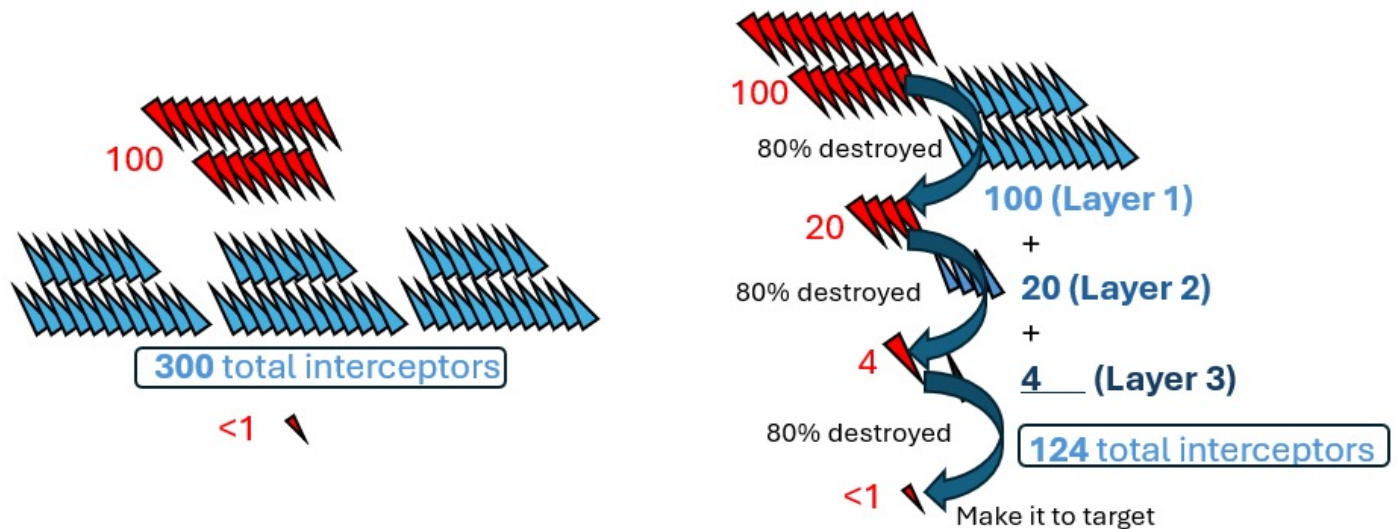 100
300 total interceptors
<1
100
80% destroyed
100 (Layer 1)
20
+
80% destroyed
20 (Layer 2)
+
4
4 (Layer 3)
80% destroyed
124 total interceptors
<1
Make it to target